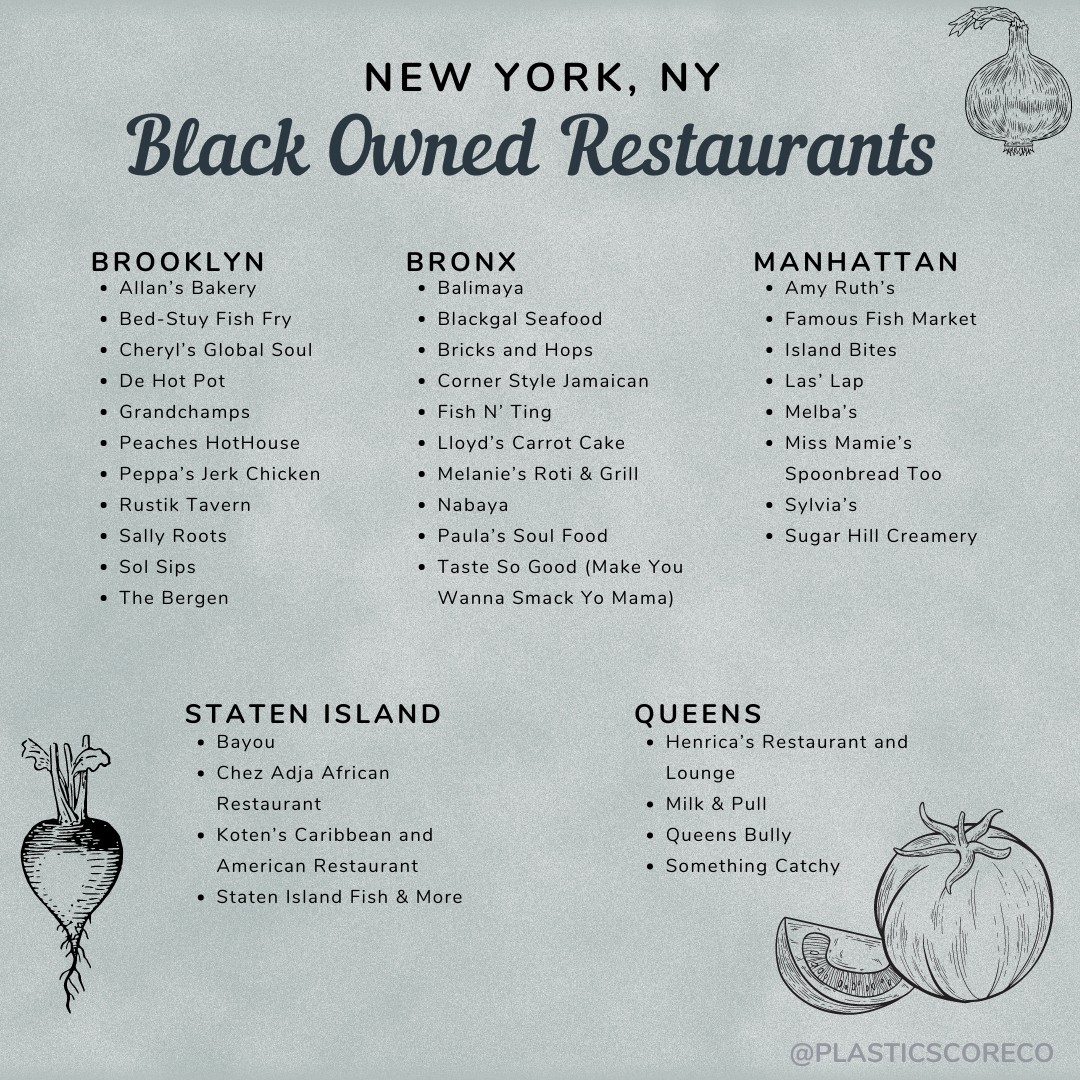 NEW YORK, NY
Black Owned Restaurants
BROOKLYN
• Allan’s Bakery
• Bed-Stuy Fish Fry
• Cheryl’s Global Soul
• De Hot Pot
• Grandchamps
• Peaches HotHouse
• Peppa’s Jerk Chicken
• Rustik Tavern
• Sally Roots
• Sol Sips
• The Bergen
BRONX
• Balimaya
• Blackgal Seafood
• Bricks and Hops
• Corner Style Jamaican
• Fish N’ Ting
• Lloyd’s Carrot Cake
• Melanie’s Roti & Grill
• Nabaya
• Paula’s Soul Food
• Taste So Good (Make You
Wanna Smack Yo Mama)
MANHATTAN
• Amy Ruth’s
• Famous Fish Market
• Island Bites
• Las’ Lap
• Melba’s
• Miss Mamie’s
Spoonbread Too
• Sylvia’s
• Sugar Hill Creamery
STATEN ISLAND
• Bayou
• Chez Adja African
Restaurant
• Koten’s Caribbean and
American Restaurant
• Staten Island Fish & More
QUEENS
• Henrica’s Restaurant and
Lounge
• Milk & Pull
• Queens Bully
• Something Catchy
@PLASTICSCORECO